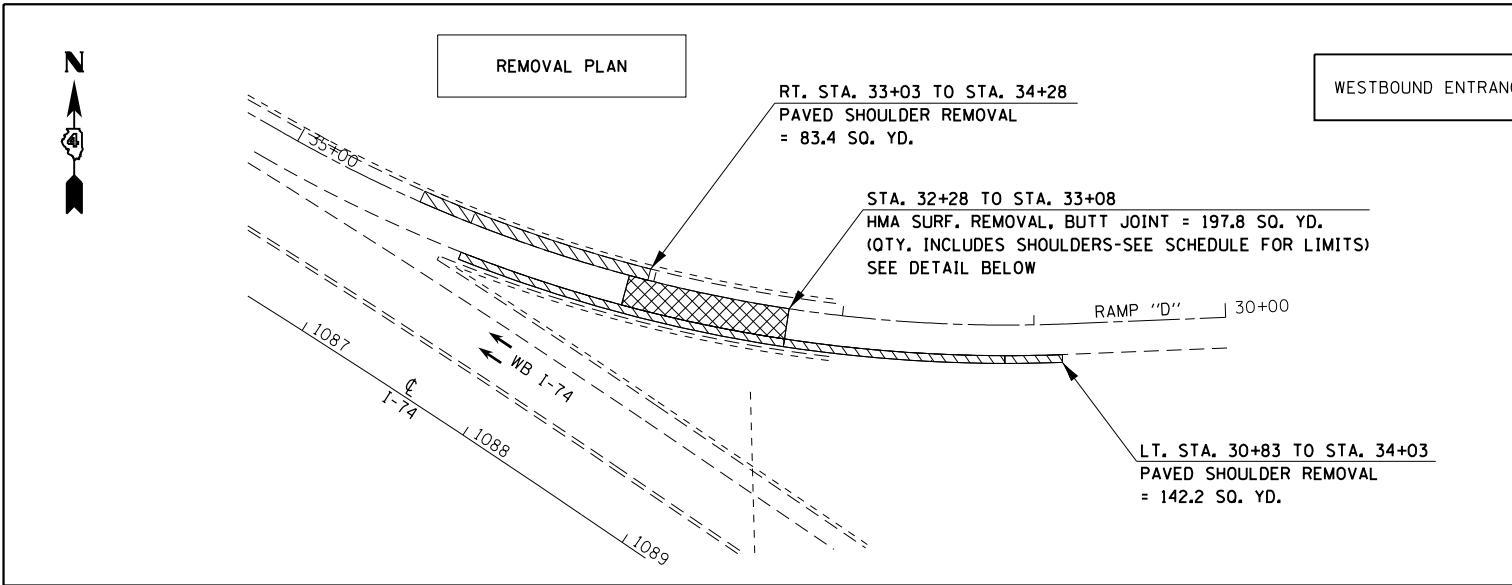 N
4
REMOVAL PLAN
WESTBOUND ENTRANC
RT. STA. 33+03 TO STA. 34+28
PAVED SHOULDER REMOVAL
= 83.4 SQ. YD.
STA. 32+28 TO STA. 33+08
HMA SURF. REMOVAL, BUTT JOINT = 197.8 SQ. YD.
(QTY. INCLUDES SHOULDERS-SEE SCHEDULE FOR LIMITS)
SEE DETAIL BELOW
35+00
RAMP "D"
30+00
1087
℄
I-74
WB I-74
1088
1089
LT. STA. 30+83 TO STA. 34+03
PAVED SHOULDER REMOVAL
= 142.2 SQ. YD.